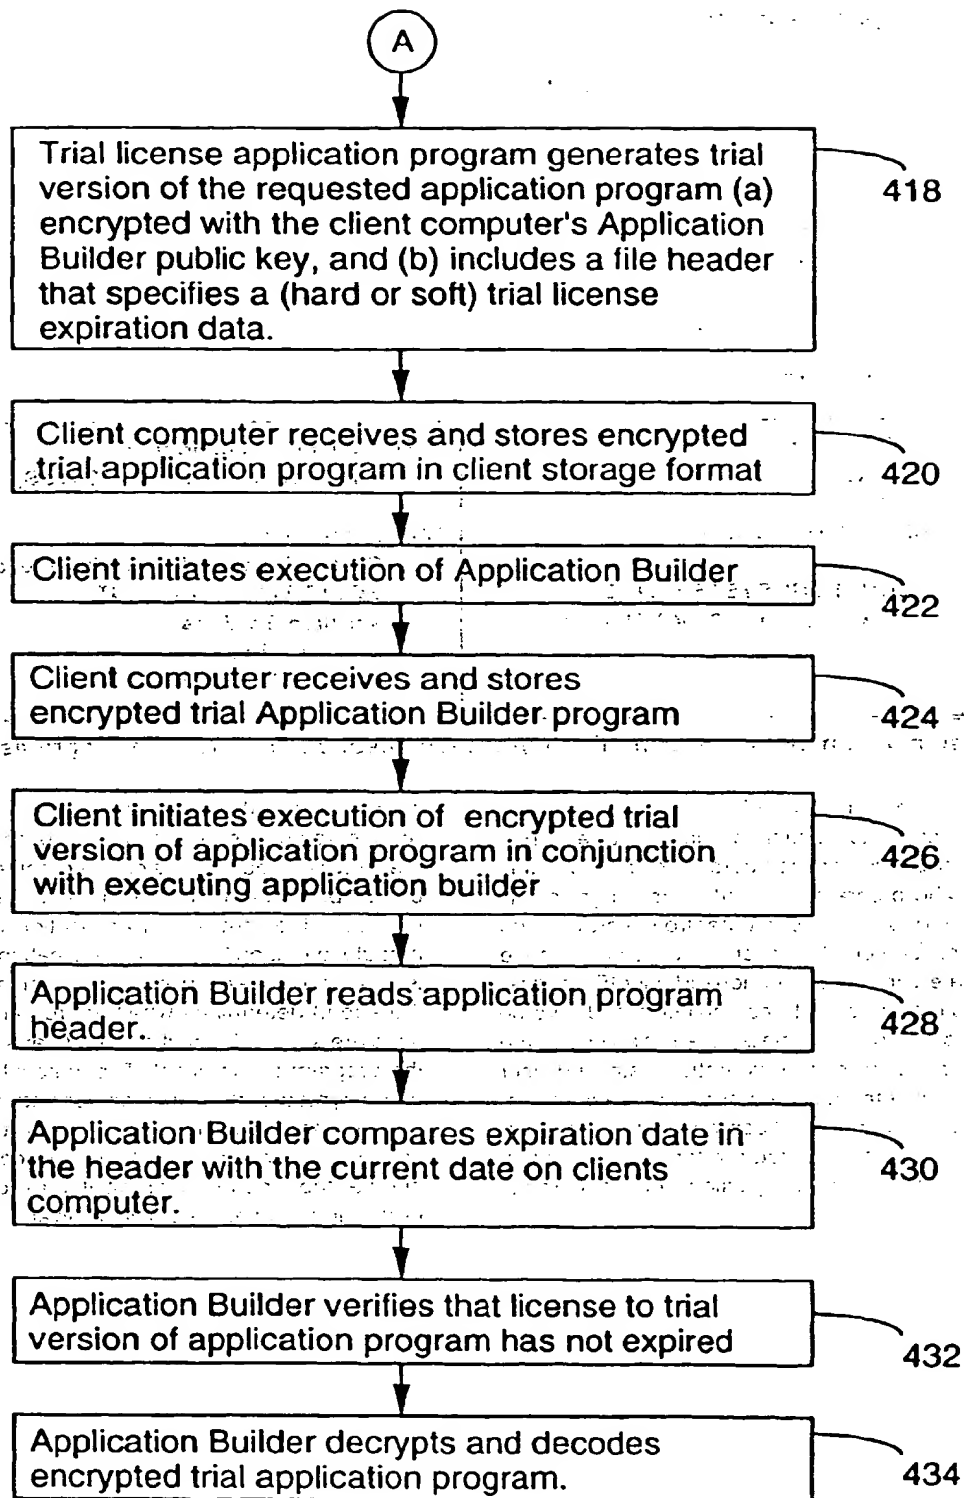 A
Trial license application program generates trial
version of the requested application program (a)
encrypted with the client computer's Application
Builder public key, and (b) includes a file header
that specifies a (hard or soft) trial license
expiration data.
418
Client computer receives and stores encrypted
trial application program in client storage format
420
Client initiates execution of Application Builder
422
Client computer receives and stores
encrypted trial Application Builder program
424
Client initiates execution of encrypted trial
version of application program in conjunction
with executing application builder
426
Application Builder reads application program
header.
428
Application Builder compares expiration date in
the header with the current date on clients
computer.
430
Application Builder verifies that license to trial
version of application program has not expired
432
Application Builder decrypts and decodes
encrypted trial application program.
434